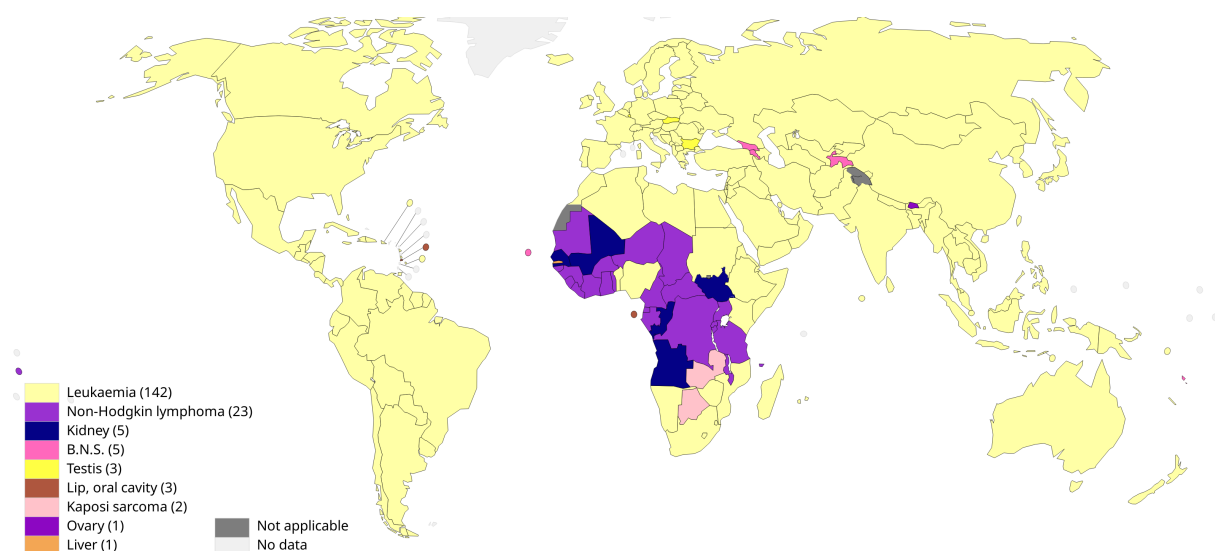 Leukaemia (142)
Non-Hodgkin lymphoma (23)
Kidney (5)
B.N.S. (5)
Testis (3)
Lip, oral cavity (3)
Kaposi sarcoma (2)
Ovary (1)
Liver (1)
Not applicable
No data